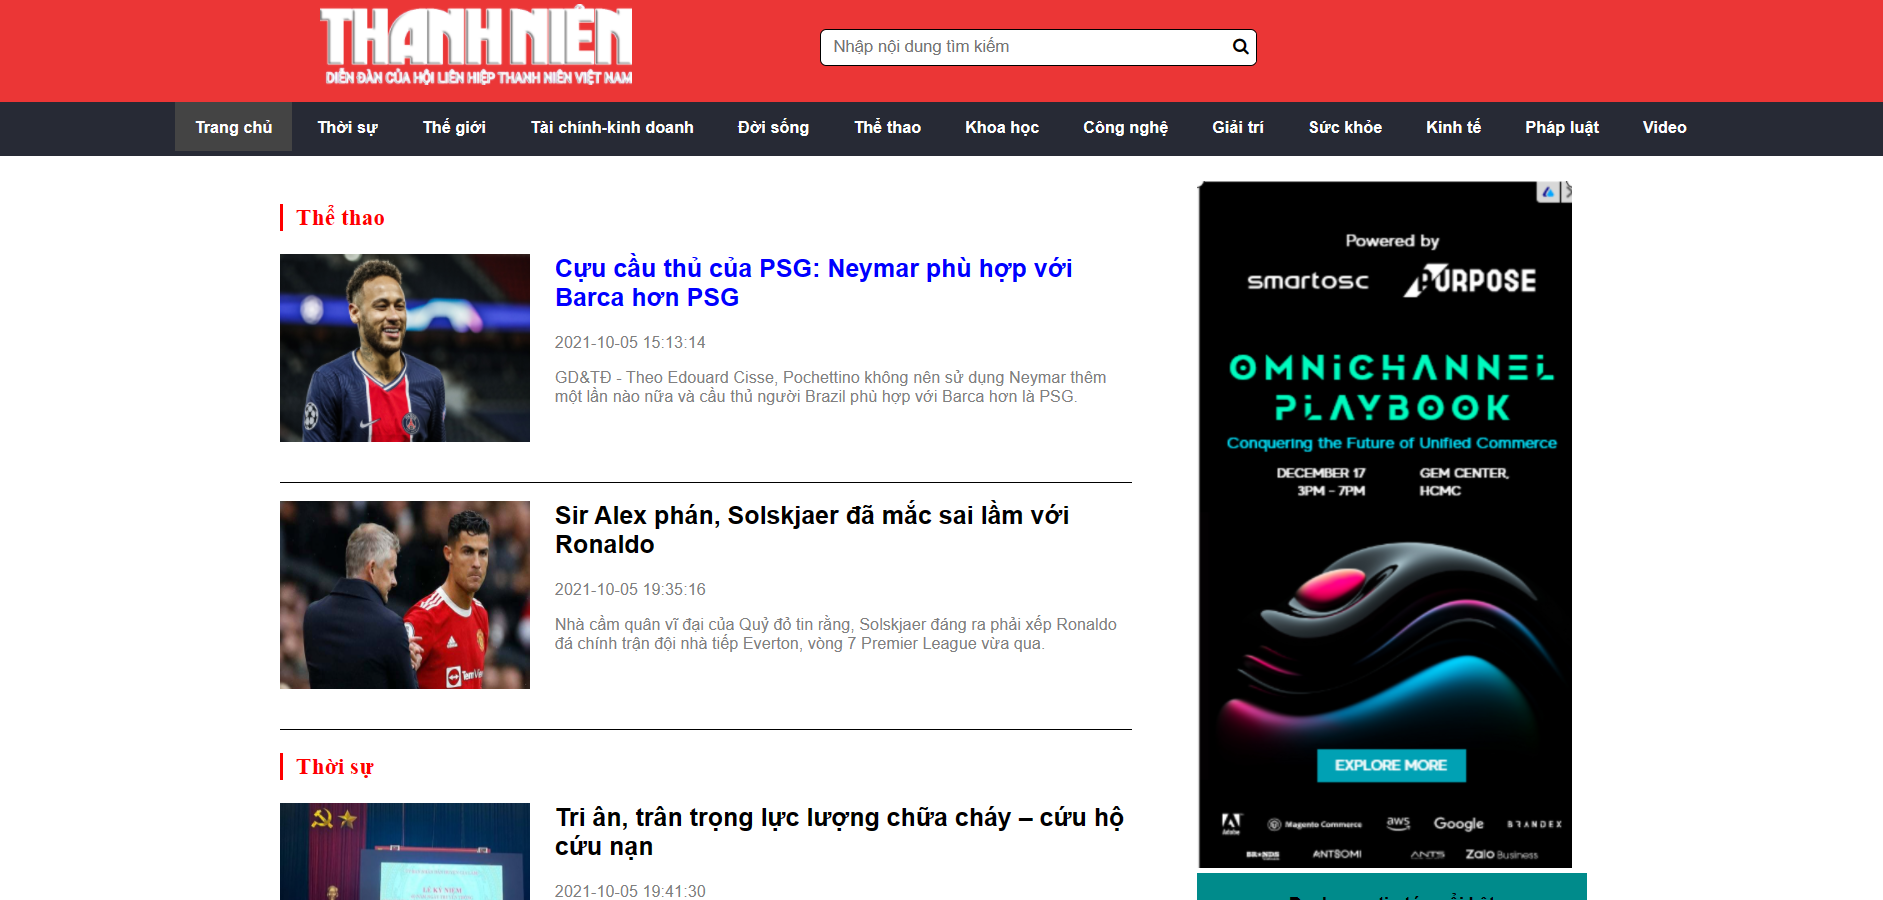 THANH NIÊN
DIỄN ĐÀN CỦA HỘI LIÊN HIỆP THANH NIÊN VIỆT NAM
Nhập nội dung tìm kiếm
Trang chủ Thời sự Thế giới Tài chính-kinh doanh Đời sống Thể thao Khoa học Công nghệ Giải trí Sức khỏe Kinh tế Pháp luật Video
Thể thao
Cựu cầu thủ của PSG: Neymar phù hợp với
Barca hơn PSG
2021-10-05 15:13:14
GD&TĐ - Theo Edouard Cisse, Pochettino không nên sử dụng Neymar thêm
một lần nào nữa và cầu thủ người Brazil phù hợp với Barca hơn là PSG.
Sir Alex phán, Solskjaer đã mắc sai lầm với
Ronaldo
2021-10-05 19:35:16
Nhà cầm quân vĩ đại của Quỷ đỏ tin rằng, Solskjaer đáng ra phải xếp Ronaldo
đá chính trận đội nhà tiếp Everton, vòng 7 Premier League vừa qua.
Thời sự
LỄ KỶ NIỆM
Tri ân, trân trọng lực lượng chữa cháy – cứu hộ
cứu nạn
2021-10-05 19:41:30
Powered by
smartosc PURPOSE
OMNICHANNEL
PLAYBOOK
Conquering the Future of Unified Commerce
DECEMBER 17 GEM CENTER,
3PM - 7PM HCMC
EXPLORE MORE
Adobe Magento Commerce aws Google BRANDEX
ANTSOMI ANTS Zalo Business